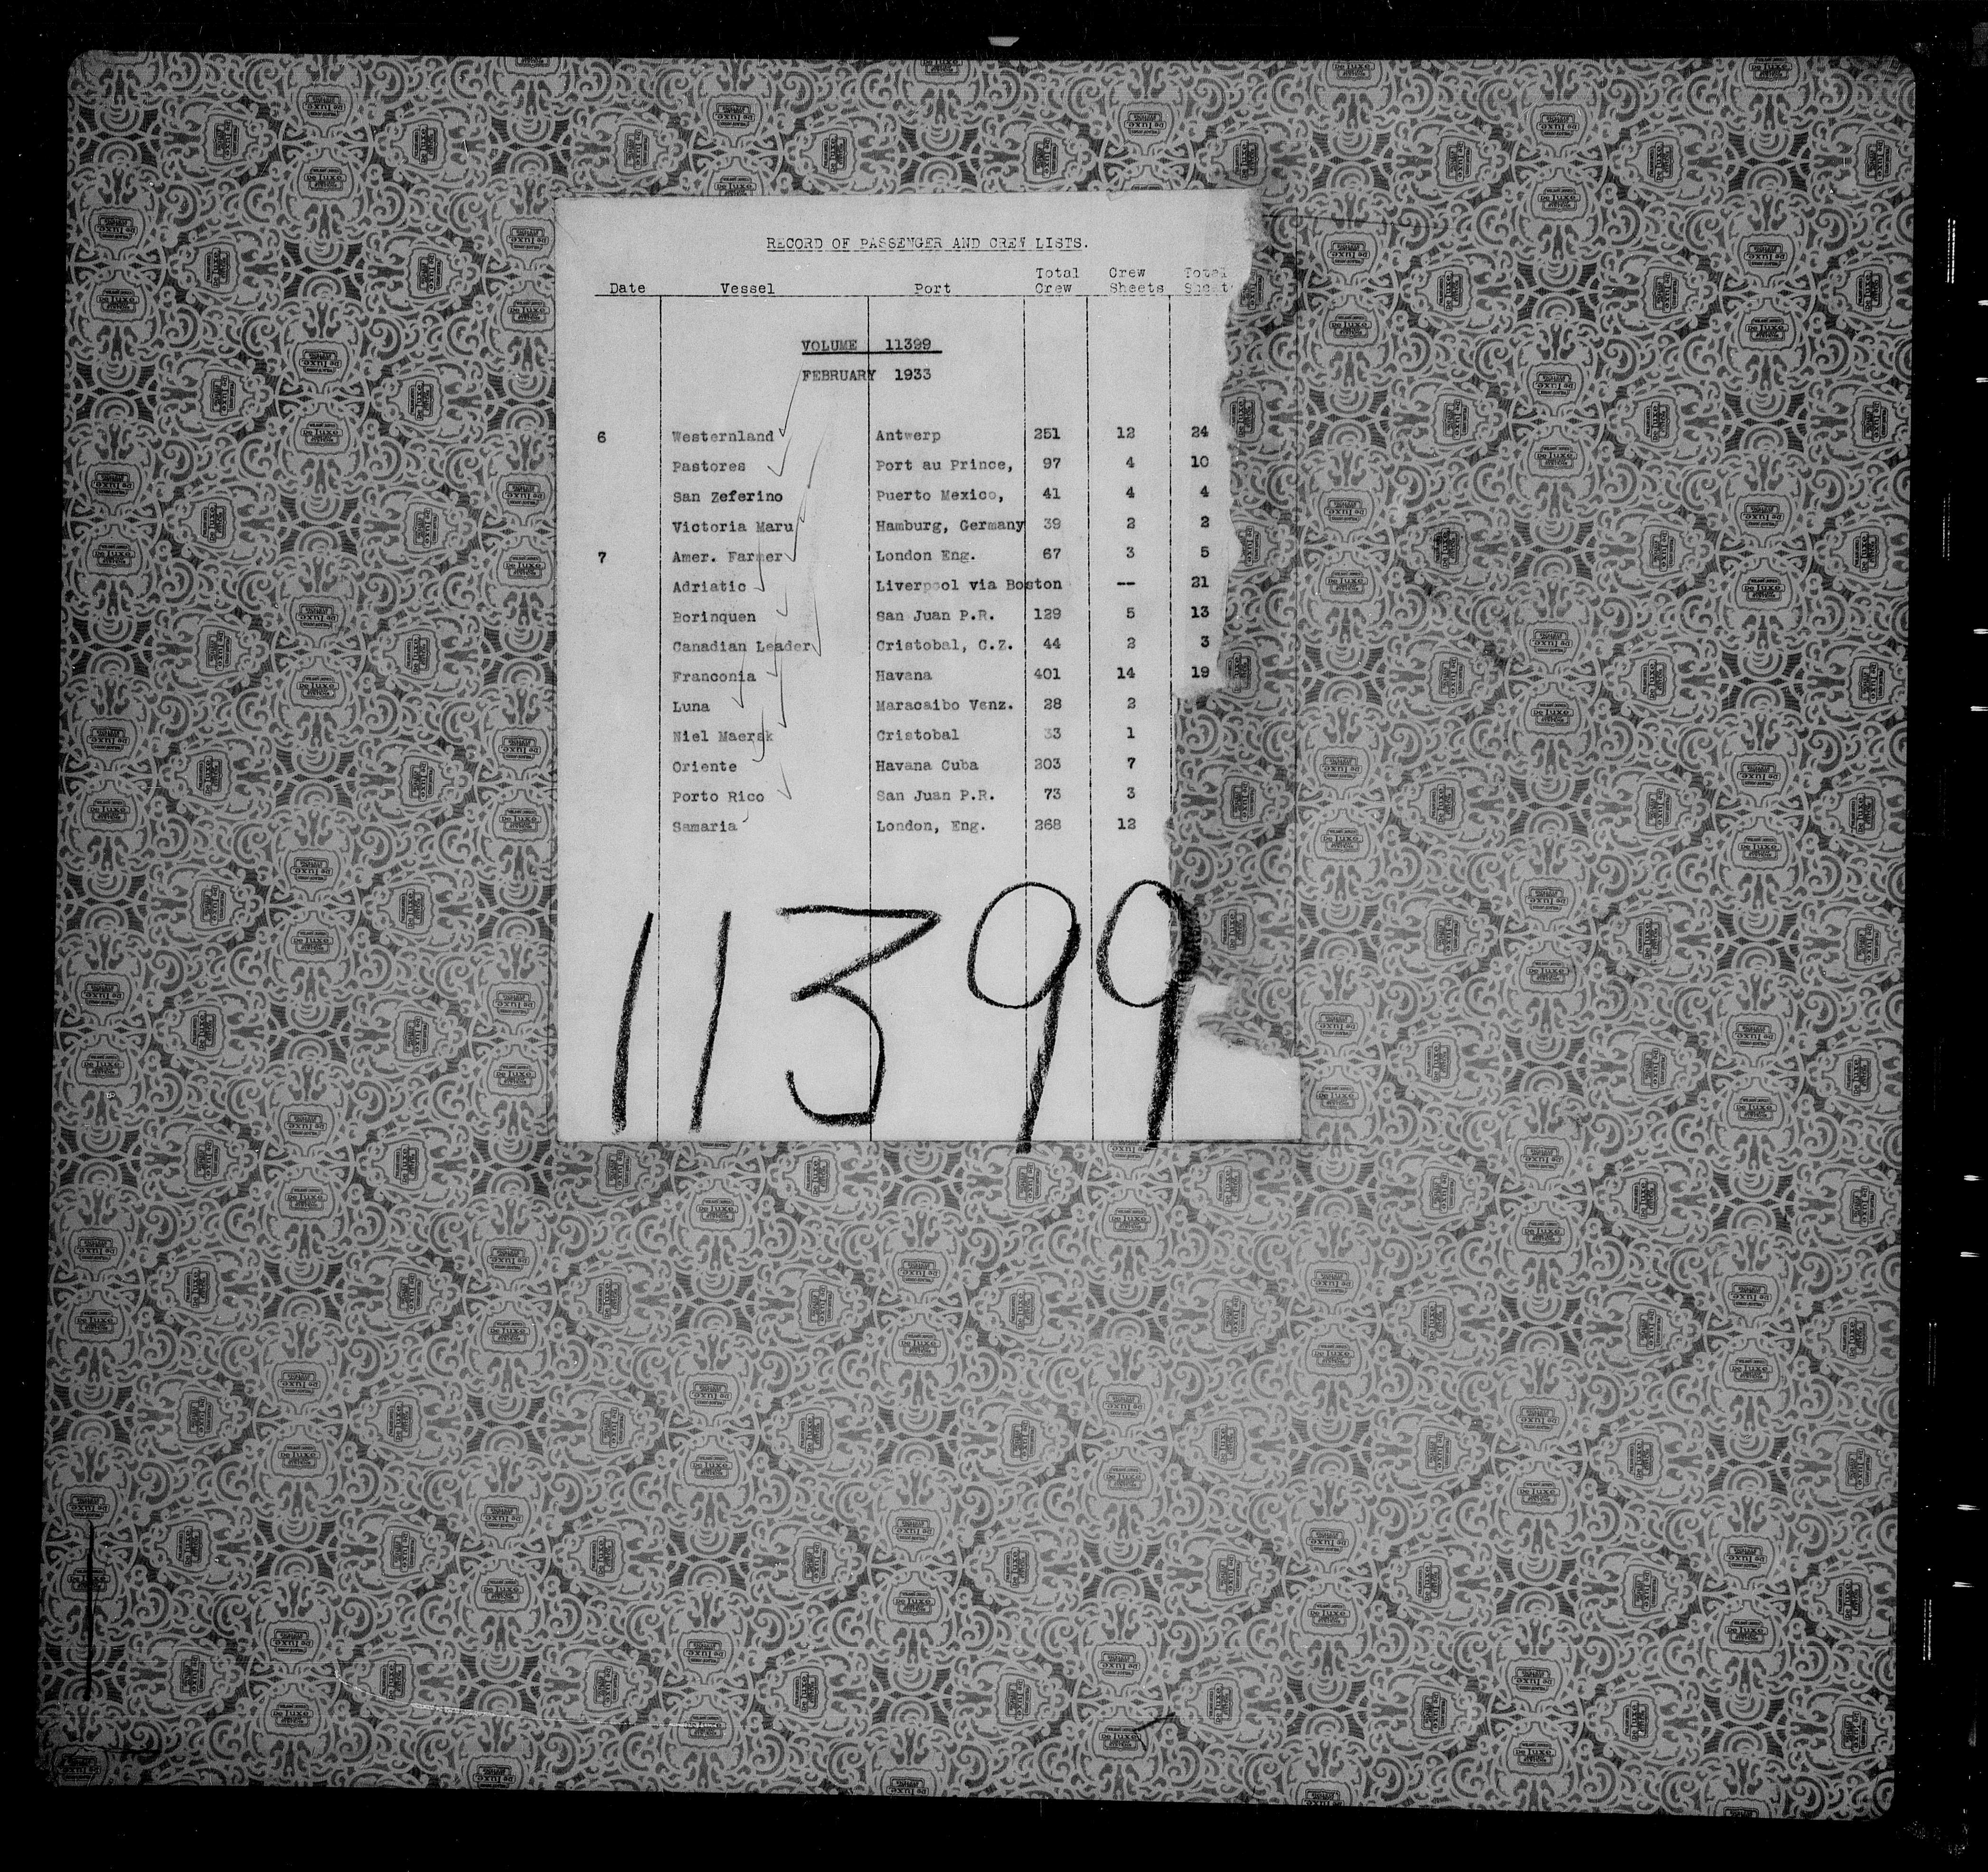 RECORD OF PASSENGER AND CREW LISTS.
Total Crew Total
Date Vessel Port Crew Sheets Sheets
VOLUME 11399
FEBRUARY 1933
6 Westernland Antwerp 251 12 24
Pastores Port au Prince, 97 4 10
San Zeferino Puerto Mexico, 41 4 4
Victoria Maru Hamburg, Germany 39 2 2
7 Amer. Farmer London Eng. 67 3 5
Adriatic Liverpool via Boston -- 21
Borinquen San Juan P.R. 129 5 13
Canadian Leader Cristobal, C.Z. 44 2 3
Franconia Havana 401 14 19
Luna Maracaibo Venz. 28 2
Niel Maersk Cristobal 33 1
Oriente Havana Cuba 203 7
Porto Rico San Juan P.R. 73 3
Samaria London, Eng. 268 12
11399
De luxe